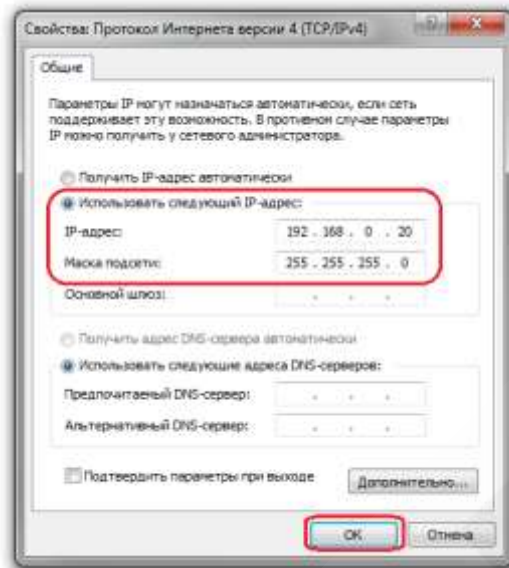 Свойства: Протокол Интернета версии 4 (TCP/IPv4)
Общие
Параметры IP могут назначаться автоматически, если сеть
поддерживает эту возможность. В противном случае параметры
IP можно получить у сетевого администратора.
Получить IP-адрес автоматически
Использовать следующий IP-адрес:
IP-адрес: 192 . 168 . 0 . 20
Маска подсети: 255 . 255 . 255 . 0
Основной шлюз: . . .
Получить адрес DNS-сервера автоматически
Использовать следующие адреса DNS-серверов:
Предпочитаемый DNS-сервер: . . .
Альтернативный DNS-сервер: . . .
Подтвердить параметры при выходе
Дополнительно...
ОК
Отмена